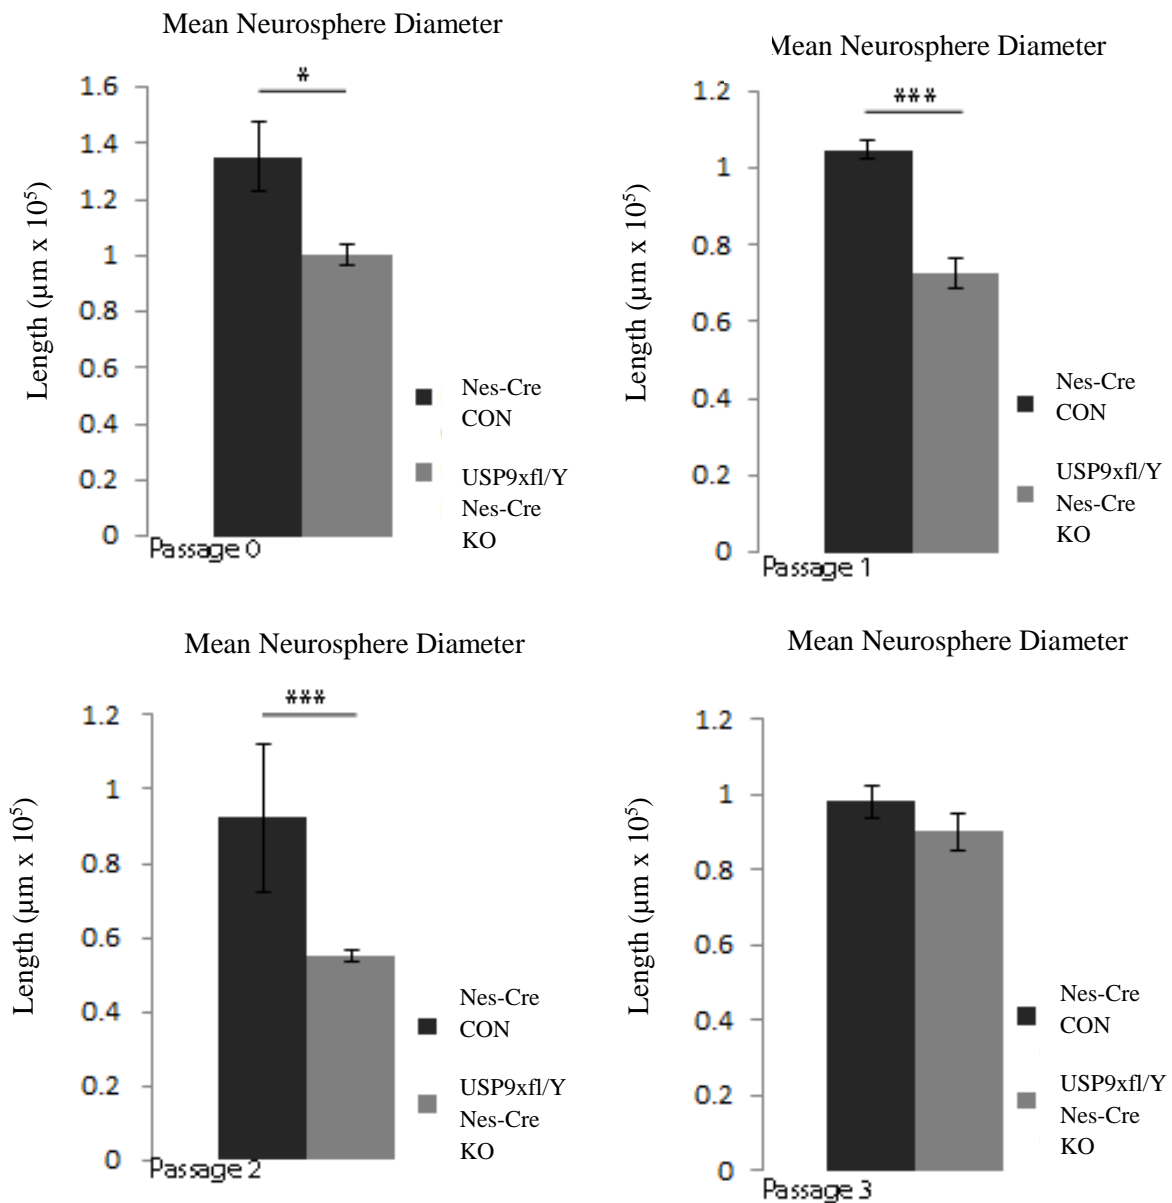 Mean Neurosphere Diameter
*
Length (µm x 10⁵)
1.6
1.4
1.2
1
0.8
0.6
0.4
0.2
0
Passage 0
Nes-Cre
CON
USP9xfl/Y
Nes-Cre
KO
Mean Neurosphere Diameter
***
Length (µm x 10⁵)
1.2
1
0.8
0.6
0.4
0.2
0
Passage 1
Nes-Cre
CON
USP9xfl/Y
Nes-Cre
KO
Mean Neurosphere Diameter
***
Length (µm x 10⁵)
1.2
1
0.8
0.6
0.4
0.2
0
Passage 2
Nes-Cre
CON
USP9xfl/Y
Nes-Cre
KO
Mean Neurosphere Diameter
Length (µm x 10⁵)
1.2
1
0.8
0.6
0.4
0.2
0
Passage 3
Nes-Cre
CON
USP9xfl/Y
Nes-Cre
KO